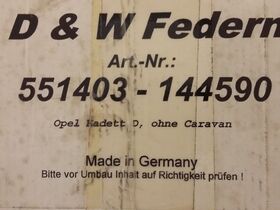 D & W Federn
Art.-Nr.:
551403 - 144590
Opel Kadett D, ohne Caravan
Made in Germany
Bitte vor Umbau Inhalt auf Richtigkeit prüfen !